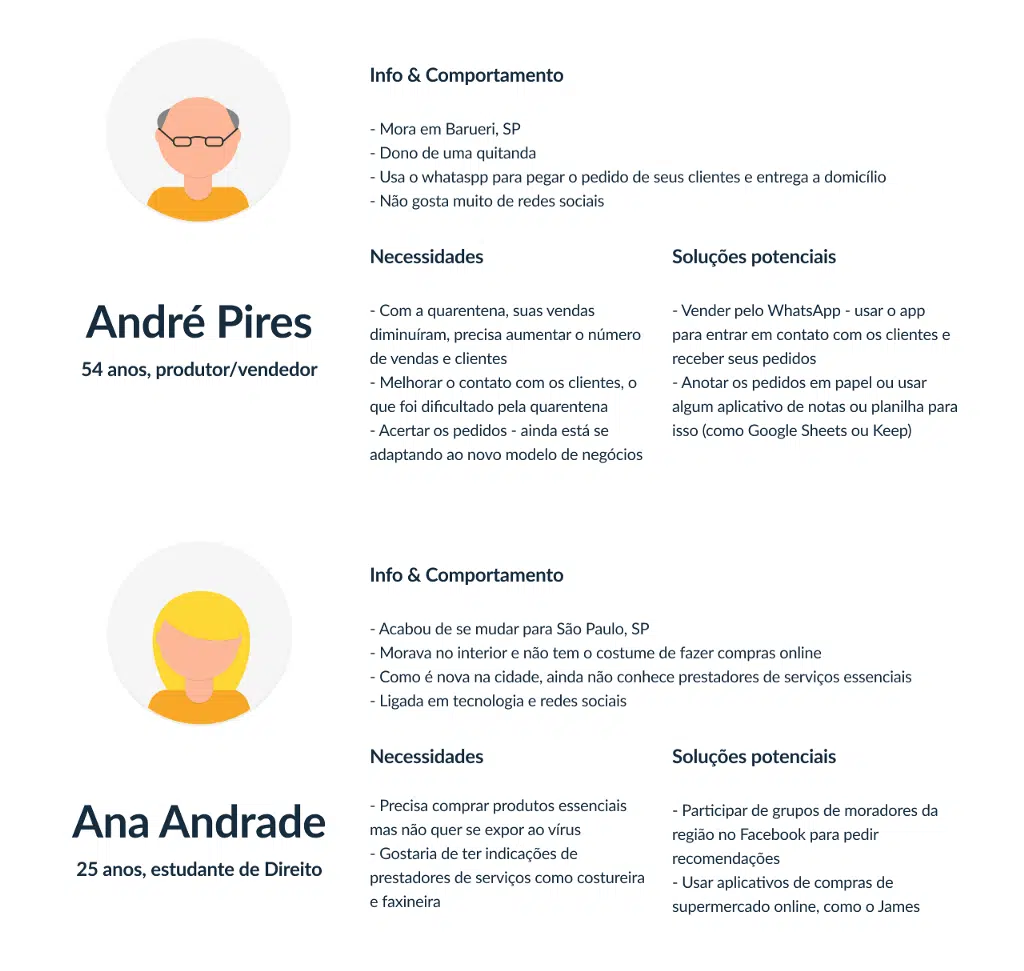 Info & Comportamento
- Mora em Barueri, SP
- Dono de uma quitanda
- Usa o whataspp para pegar o pedido de seus clientes e entrega a domicílio
- Não gosta muito de redes sociais
André Pires
54 anos, produtor/vendedor
Necessidades
- Com a quarentena, suas vendas
diminuíram, precisa aumentar o número
de vendas e clientes
- Melhorar o contato com os clientes, o
que foi dificultado pela quarentena
- Acertar os pedidos - ainda está se
adaptando ao novo modelo de negócios
Soluções potenciais
- Vender pelo WhatsApp - usar o app
para entrar em contato com os clientes e
receber seus pedidos
- Anotar os pedidos em papel ou usar
algum aplicativo de notas ou planilha para
isso (como Google Sheets ou Keep)
Info & Comportamento
- Acabou de se mudar para São Paulo, SP
- Morava no interior e não tem o costume de fazer compras online
- Como é nova na cidade, ainda não conhece prestadores de serviços essenciais
- Ligada em tecnologia e redes sociais
Ana Andrade
25 anos, estudante de Direito
Necessidades
- Precisa comprar produtos essenciais
mas não quer se expor ao vírus
- Gostaria de ter indicações de
prestadores de serviços como costureira
e faxineira
Soluções potenciais
- Participar de grupos de moradores da
região no Facebook para pedir
recomendações
- Usar aplicativos de compras de
supermercado online, como o James